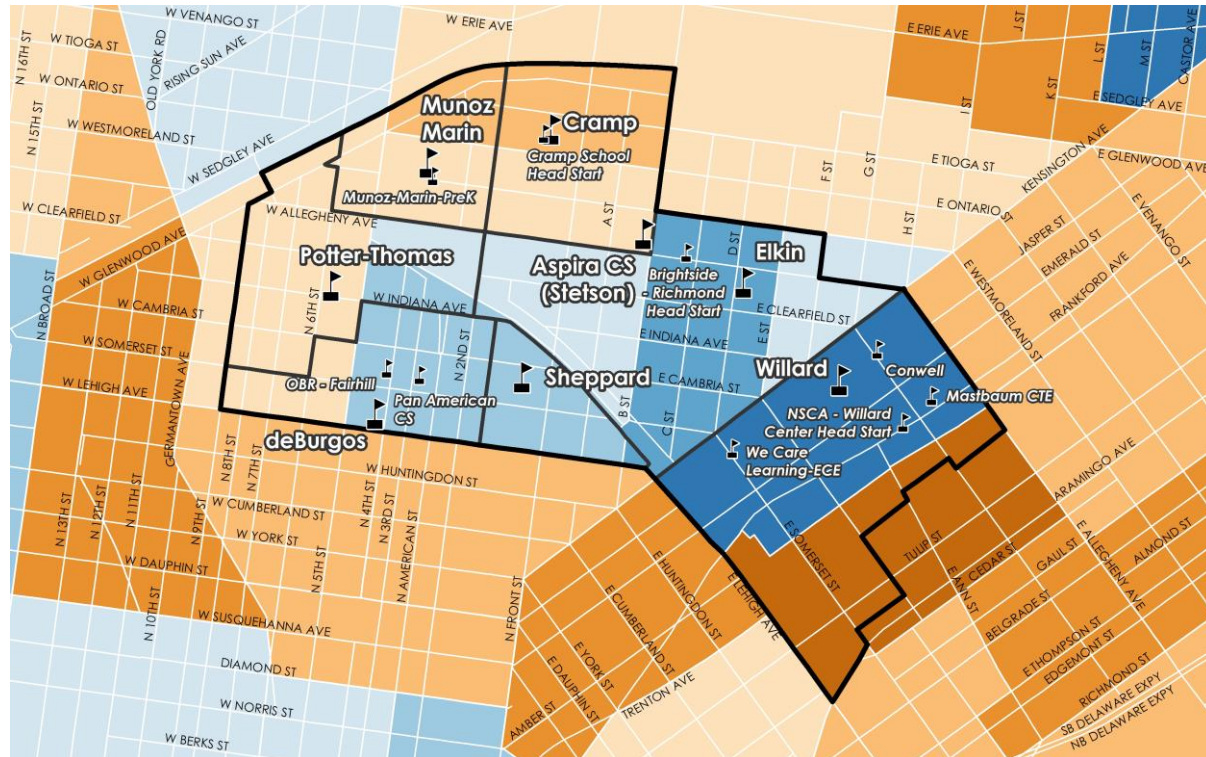 W VENANGO ST
W ERIE AVE
E ERIE AVE
J ST
L ST
M ST
CASTOR AVE
W TIOGA ST
OLD YORK RD
RISING SUN AVE
N 16TH ST
W ONTARIO ST
K ST
I ST
E SEDGLEY AVE
N 15TH ST
W WESTMORELAND ST
W SEDGLEY AVE
Munoz
Marin
Cramp
Cramp School
Head Start
Munoz-Marin-PreK
E TIOGA ST
E GLENWOOD AVE
KENSINGTON AVE
F ST
G ST
H ST
E ONTARIO ST
E VENANGO ST
W CLEARFIELD ST
W ALLEGHENY AVE
A ST
JASPER ST
EMERALD ST
FRANKFORD AVE
W GLENWOOD AVE
Potter-Thomas
Aspira CS
(Stetson)
D ST
Elkin
Brightside
- Richmond
Head Start
E WESTMORELAND ST
N BROAD ST
W CAMBRIA ST
N 6TH ST
W INDIANA AVE
E CLEARFIELD ST
E INDIANA AVE
E ST
W SOMERSET ST
N 2ND ST
Willard
Conwell
W LEHIGH AVE
GERMANTOWN AVE
OBR - Fairhill
Pan American
CS
Sheppard
E CAMBRIA ST
B ST
C ST
Mastbaum CTE
NSCA - Willard
Center Head Start
deBurgos
We Care
Learning-ECE
N 8TH ST
N 7TH ST
W HUNTINGDON ST
ARAMINGO AVE
N 13TH ST
N 12TH ST
N 11TH ST
N 9TH ST
W CUMBERLAND ST
N 4TH ST
N 3RD ST
N AMERICAN ST
W YORK ST
N 5TH ST
W DAUPHIN ST
N 10TH ST
W SUSQUEHANNA AVE
N FRONT ST
E HUNTINGDON ST
E CUMBERLAND ST
E YORK ST
E DAUPHIN ST
AMBER ST
TRENTON AVE
E LEHIGH AVE
E SOMERSET ST
TULIP ST
E ANN ST
CEDAR ST
GAUL ST
BELGRADE ST
E ALLEGHENY AVE
ALMOND ST
E THOMPSON ST
EDGEMONT ST
RICHMOND ST
SB DELAWARE EXPY
NB DELAWARE EXPY
DIAMOND ST
W NORRIS ST
W BERKS ST